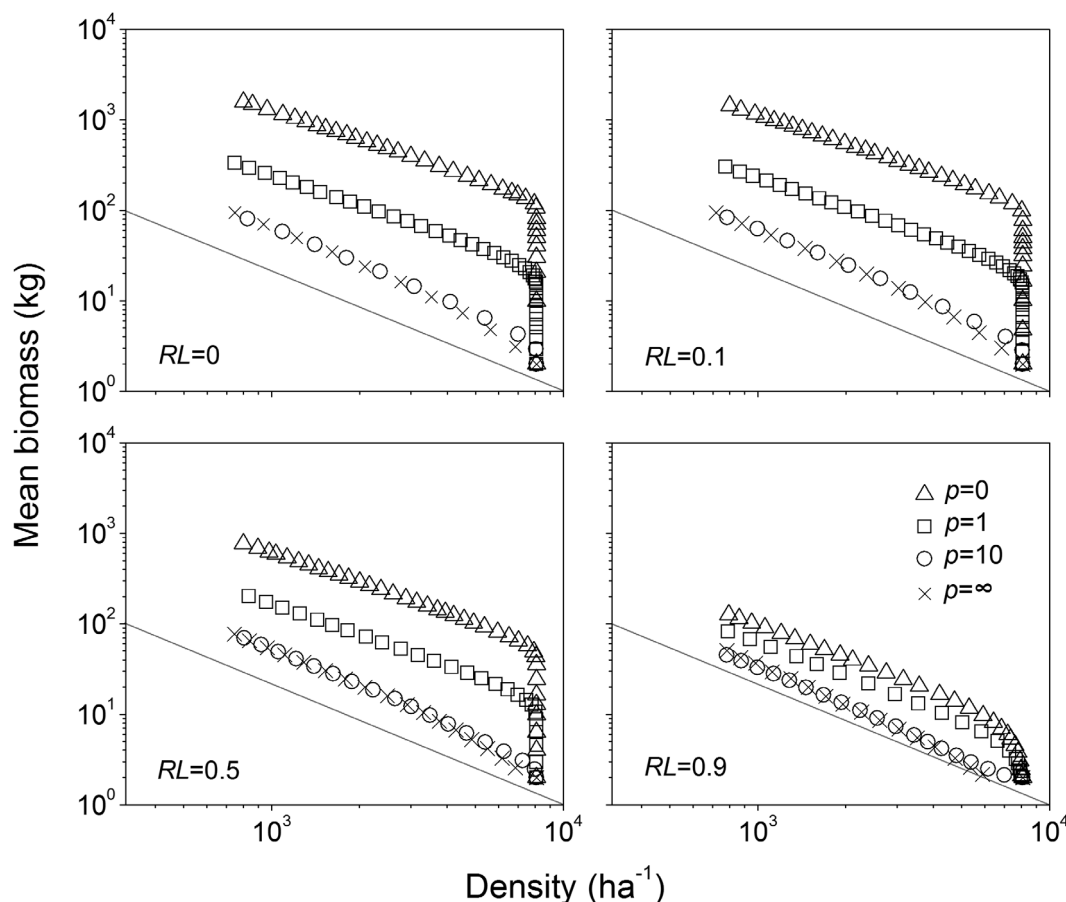 10⁴
10³
10²
10¹
10⁰
RL=0
RL=0.1
10⁴
10³
10²
10¹
10⁰
RL=0.5
RL=0.9
p=0
p=1
p=10
p=∞
10³
10⁴
10³
10⁴
Mean biomass (kg)
Density (ha⁻¹)